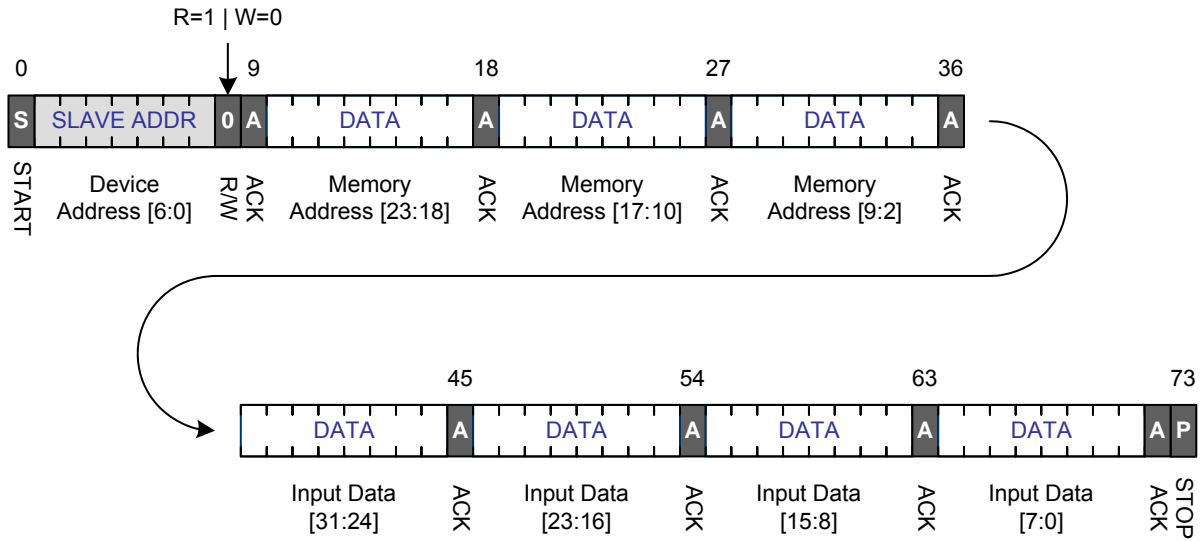 R=1 | W=0
0 9 18 27 36
S SLAVE ADDR 0 A DATA A DATA A DATA A
START Device Address [6:0] R/W ACK Memory Address [23:18] ACK Memory Address [17:10] ACK Memory Address [9:2] ACK
45 54 63 73
DATA A DATA A DATA A DATA A P
Input Data [31:24] ACK Input Data [23:16] ACK Input Data [15:8] ACK Input Data [7:0] ACK STOP